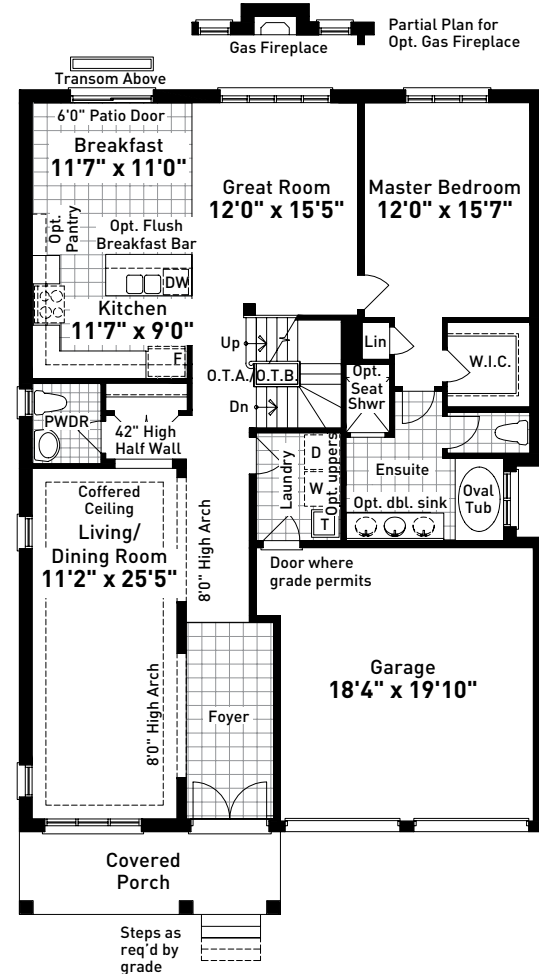 Partial Plan for
Opt. Gas Fireplace
Gas Fireplace
Transom Above
6'0" Patio Door
Breakfast
11'7" x 11'0"
Great Room
12'0" x 15'5"
Master Bedroom
12'0" x 15'7"
Opt.
Pantry
Opt. Flush
Breakfast Bar
DW
Kitchen
11'7" x 9'0"
F
Up
O.T.A./O.T.B.
Dn
Lin
W.I.C.
Opt.
Seat
Shwr
PWDR
42" High
Half Wall
Laundry
D
W
T
Opt. uppers
Ensuite
Opt. dbl. sink
Oval
Tub
Coffered
Ceiling
Living/
Dining Room
11'2" x 25'5"
8'0" High Arch
8'0" High Arch
Door where
grade permits
Foyer
Garage
18'4" x 19'10"
Covered
Porch
Steps as
req'd by
grade